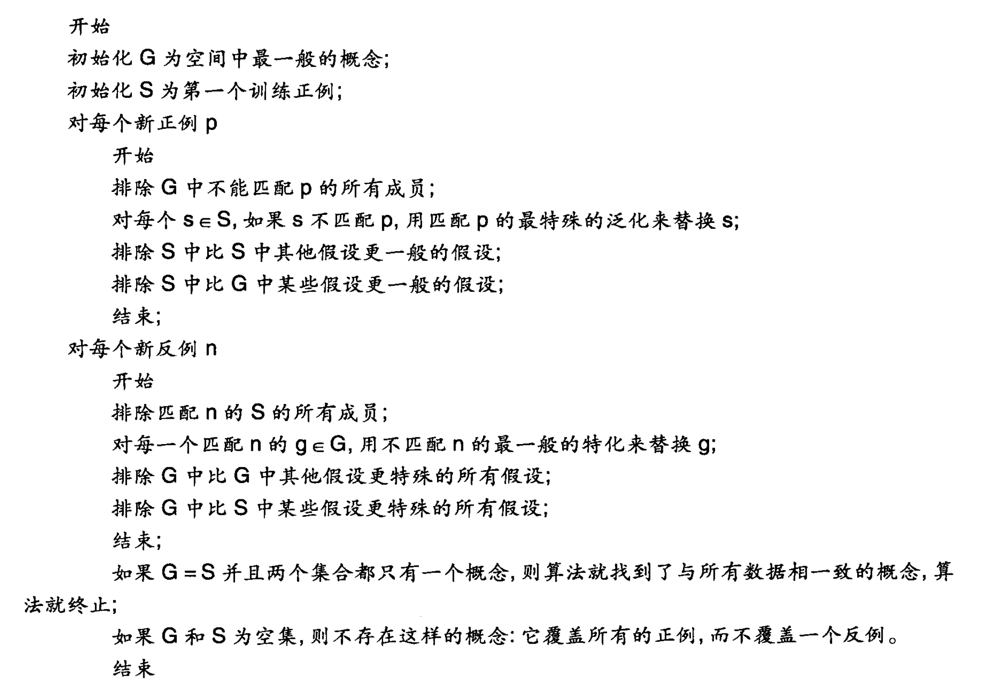 开始
初始化 G 为空间中最一般的概念;
初始化 S 为第一个训练正例;
对每个新正例 p
开始
排除 G 中不能匹配 p 的所有成员;
对每个 s∈S, 如果 s 不匹配 p, 用匹配 p 的最特殊的泛化来替换 s;
排除 S 中比 S 中其他假设更一般的假设;
排除 S 中比 G 中某些假设更一般的假设;
结束;
对每个新反例 n
开始
排除匹配 n 的 S 的所有成员;
对每一个匹配 n 的 g∈G, 用不匹配 n 的最一般的特化来替换 g;
排除 G 中比 G 中其他假设更特殊的所有假设;
排除 G 中比 S 中某些假设更特殊的所有假设;
结束;
如果 G = S 并且两个集合都只有一个概念, 则算法就找到了与所有数据相一致的概念, 算
法就终止;
如果 G 和 S 为空集, 则不存在这样的概念: 它覆盖所有的正例, 而不覆盖一个反例。
结束